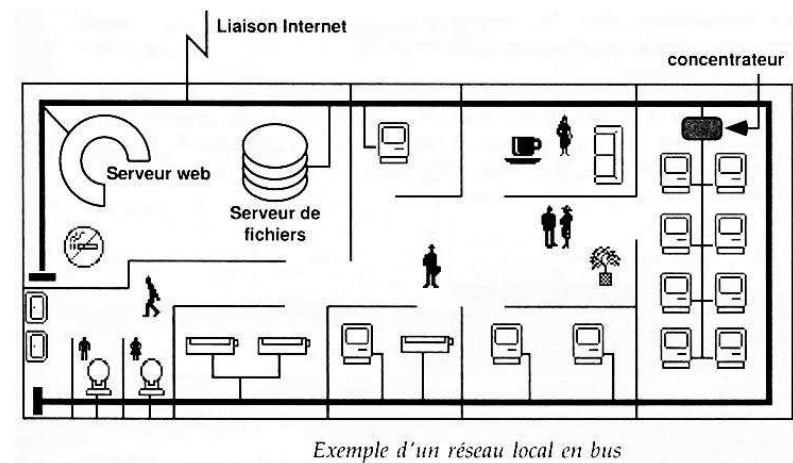 Liaison Internet
concentrateur
Serveur web
Serveur de
fichiers
Exemple d'un réseau local en bus